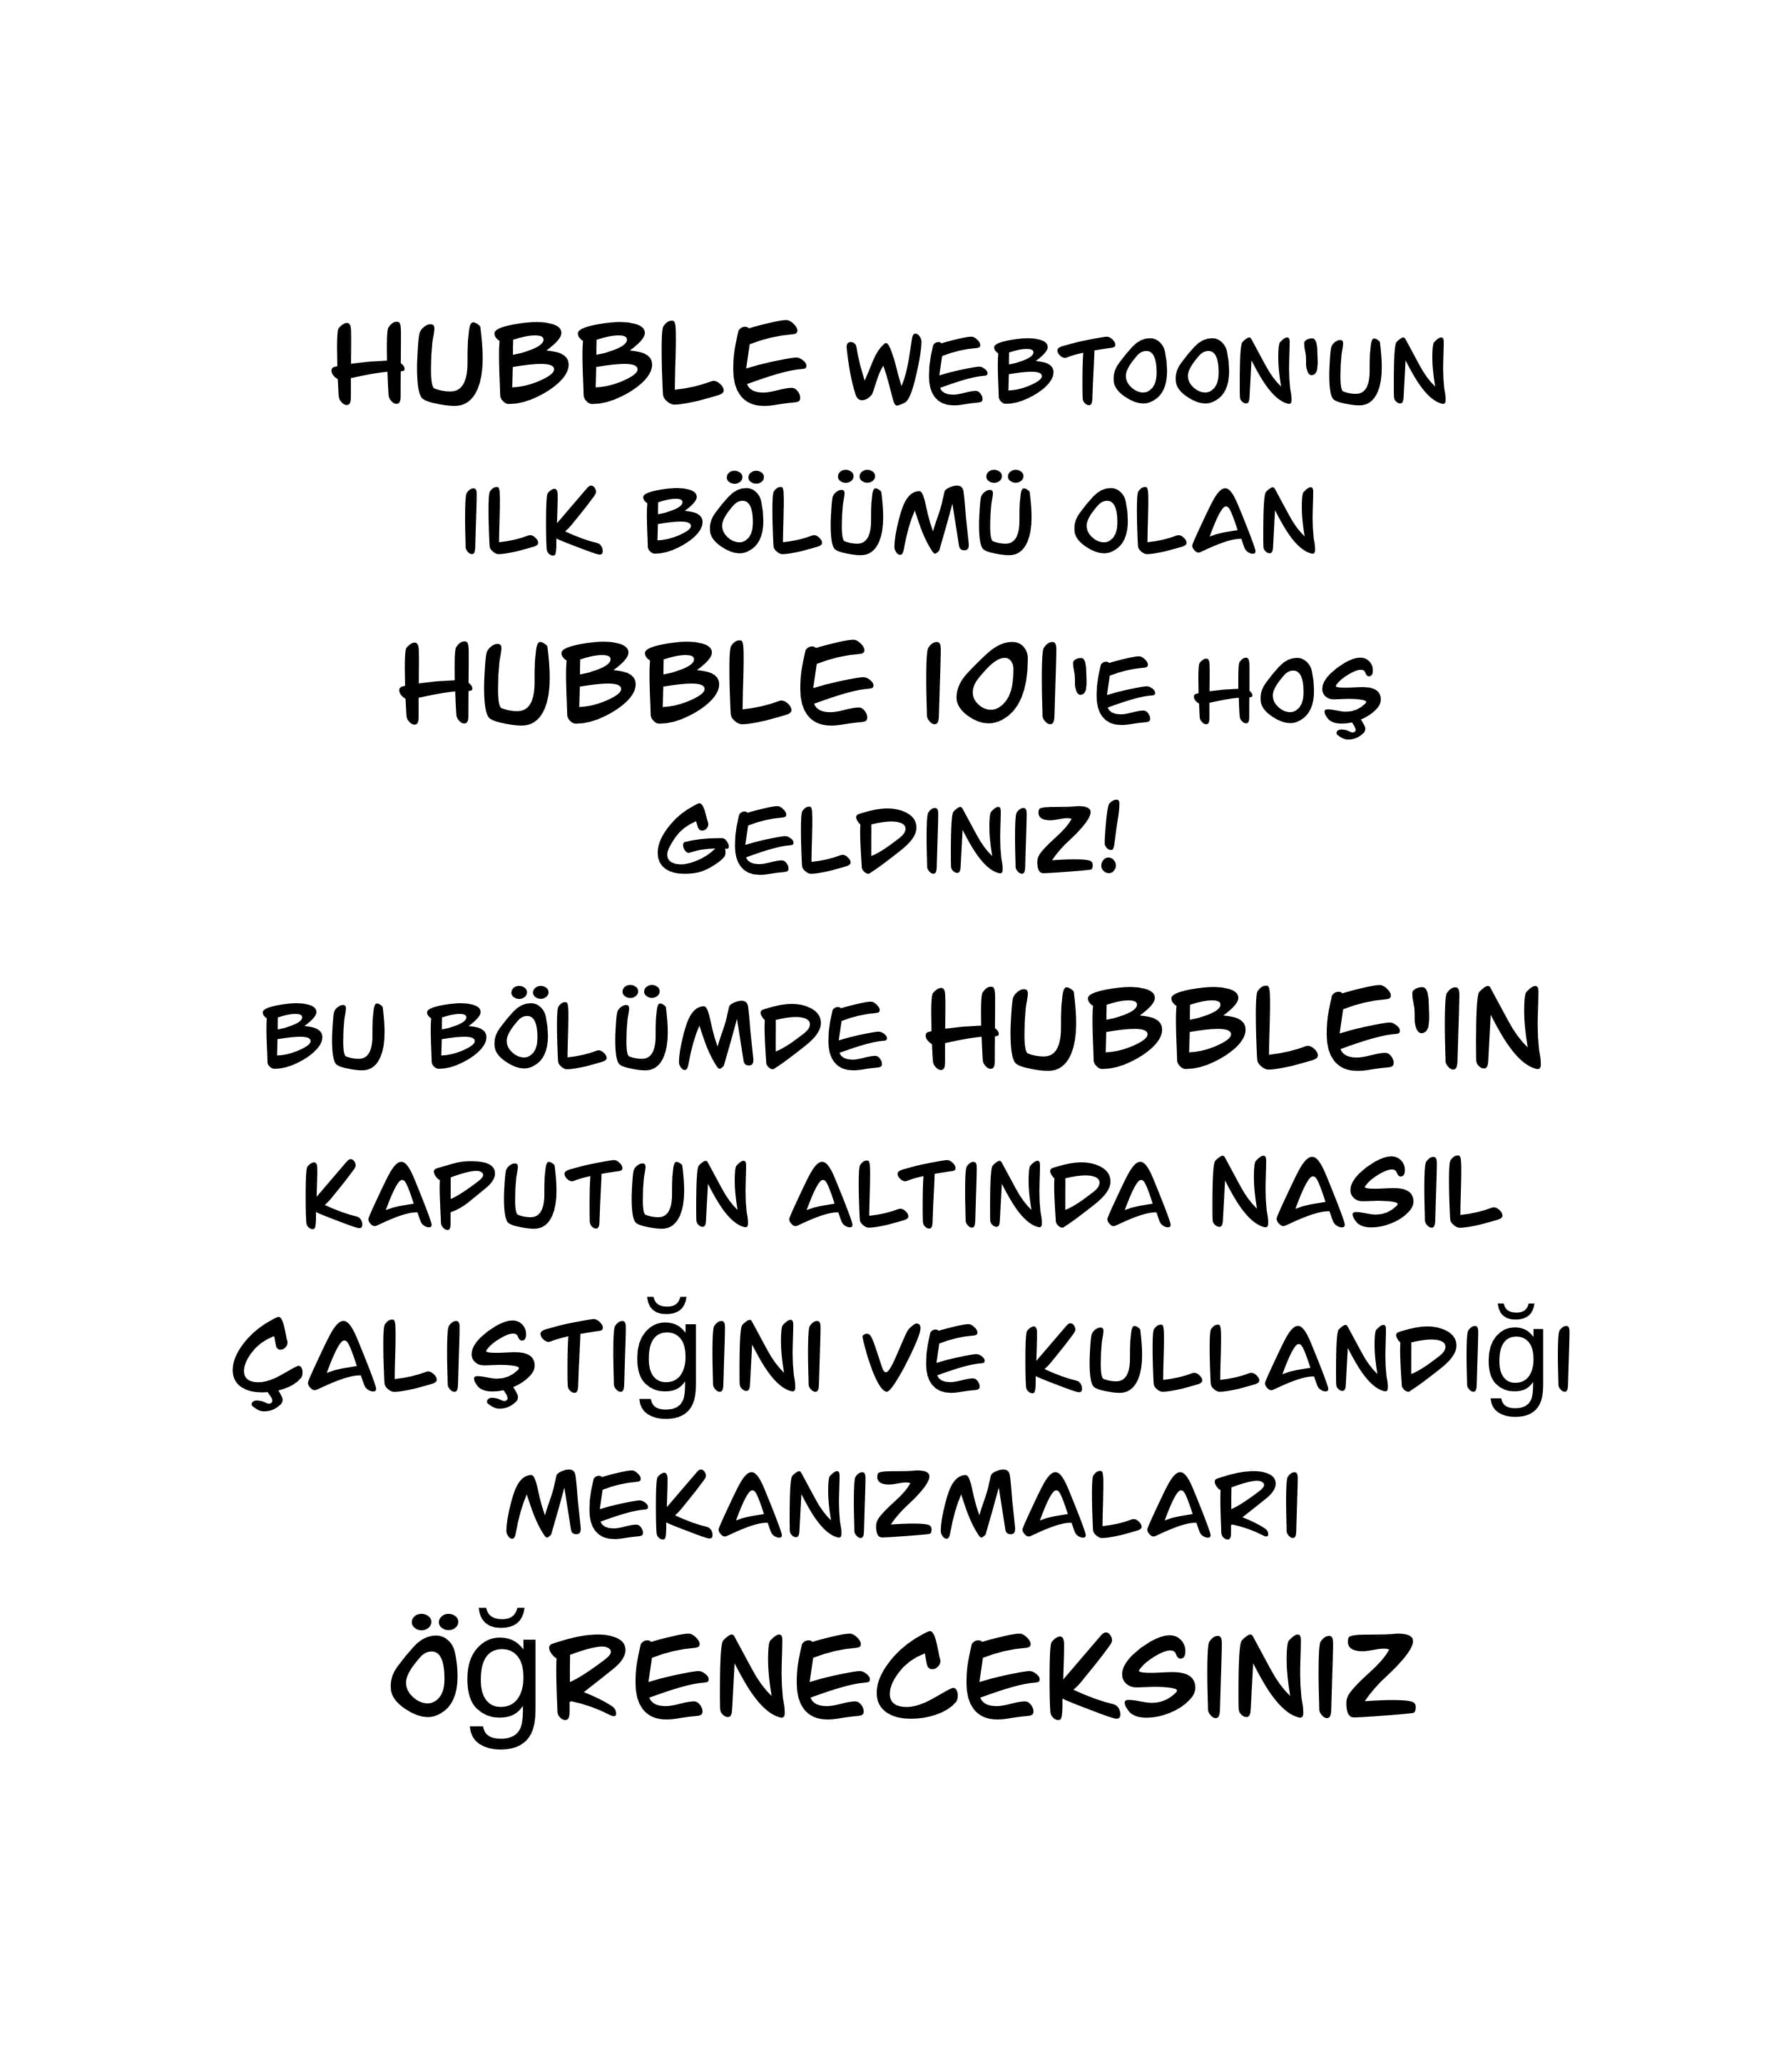 HUBBLE WEBTOON'UN
ILK BÖLÜMÜ OLAN
HUBBLE 101'E HOŞ
GELDINIZ!
BU BÖLÜMDE HUBBLE'IN
KAPUTUN ALTINDA NASIL
ÇALIŞTIğINI VE KULLANDIğI
MEKANIZMALARI
ÖğRENECEKSINIZ